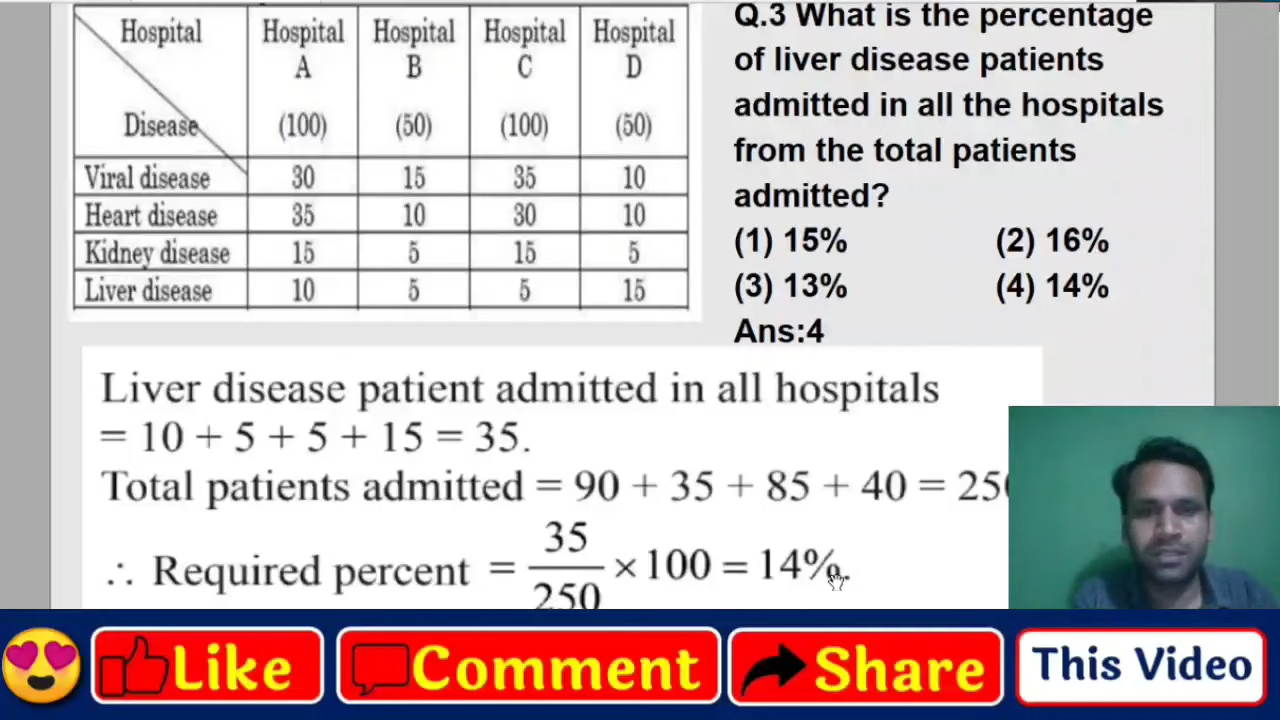 Hospital Hospital Hospital Hospital Hospital
A B C D
Disease (100) (50) (100) (50)
Viral disease 30 15 35 10
Heart disease 35 10 30 10
Kidney disease 15 5 15 5
Liver disease 10 5 5 15
Q.3 What is the percentage
of liver disease patients
admitted in all the hospitals
from the total patients
admitted?
(1) 15% (2) 16%
(3) 13% (4) 14%
Ans:4
Liver disease patient admitted in all hospitals
= 10 + 5 + 5 + 15 = 35.
Total patients admitted = 90 + 35 + 85 + 40 = 250
∴ Required percent = 35/250 × 100 = 14%.
Like Comment Share This Video